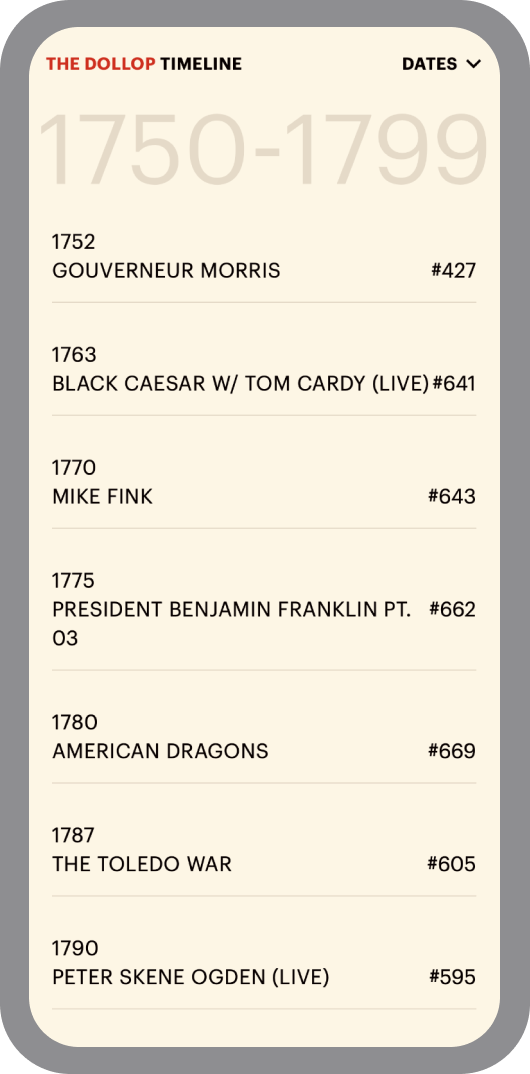 THE DOLLOP TIMELINE
DATES
1750-1799
1752
GOUVERNEUR MORRIS #427
1763
BLACK CAESAR W/ TOM CARDY (LIVE) #641
1770
MIKE FINK #643
1775
PRESIDENT BENJAMIN FRANKLIN PT. #662
03
1780
AMERICAN DRAGONS #669
1787
THE TOLEDO WAR #605
1790
PETER SKENE OGDEN (LIVE) #595